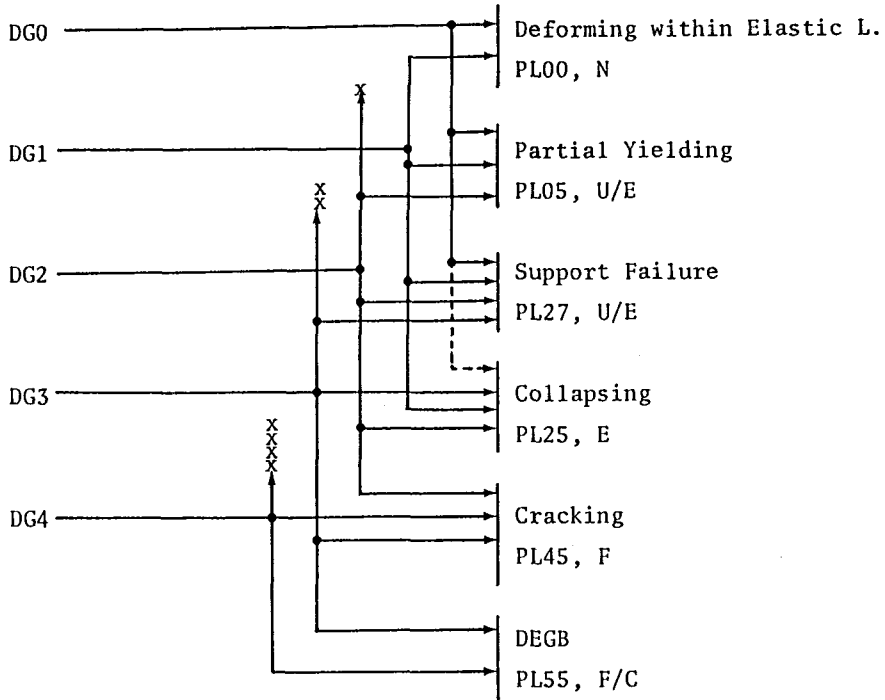 DG0
Deforming within Elastic L.
PL00, N
x
DG1
Partial Yielding
PL05, U/E
x
x
DG2
Support Failure
PL27, U/E
DG3
Collapsing
PL25, E
x
x
x
x
DG4
Cracking
PL45, F
DEGB
PL55, F/C